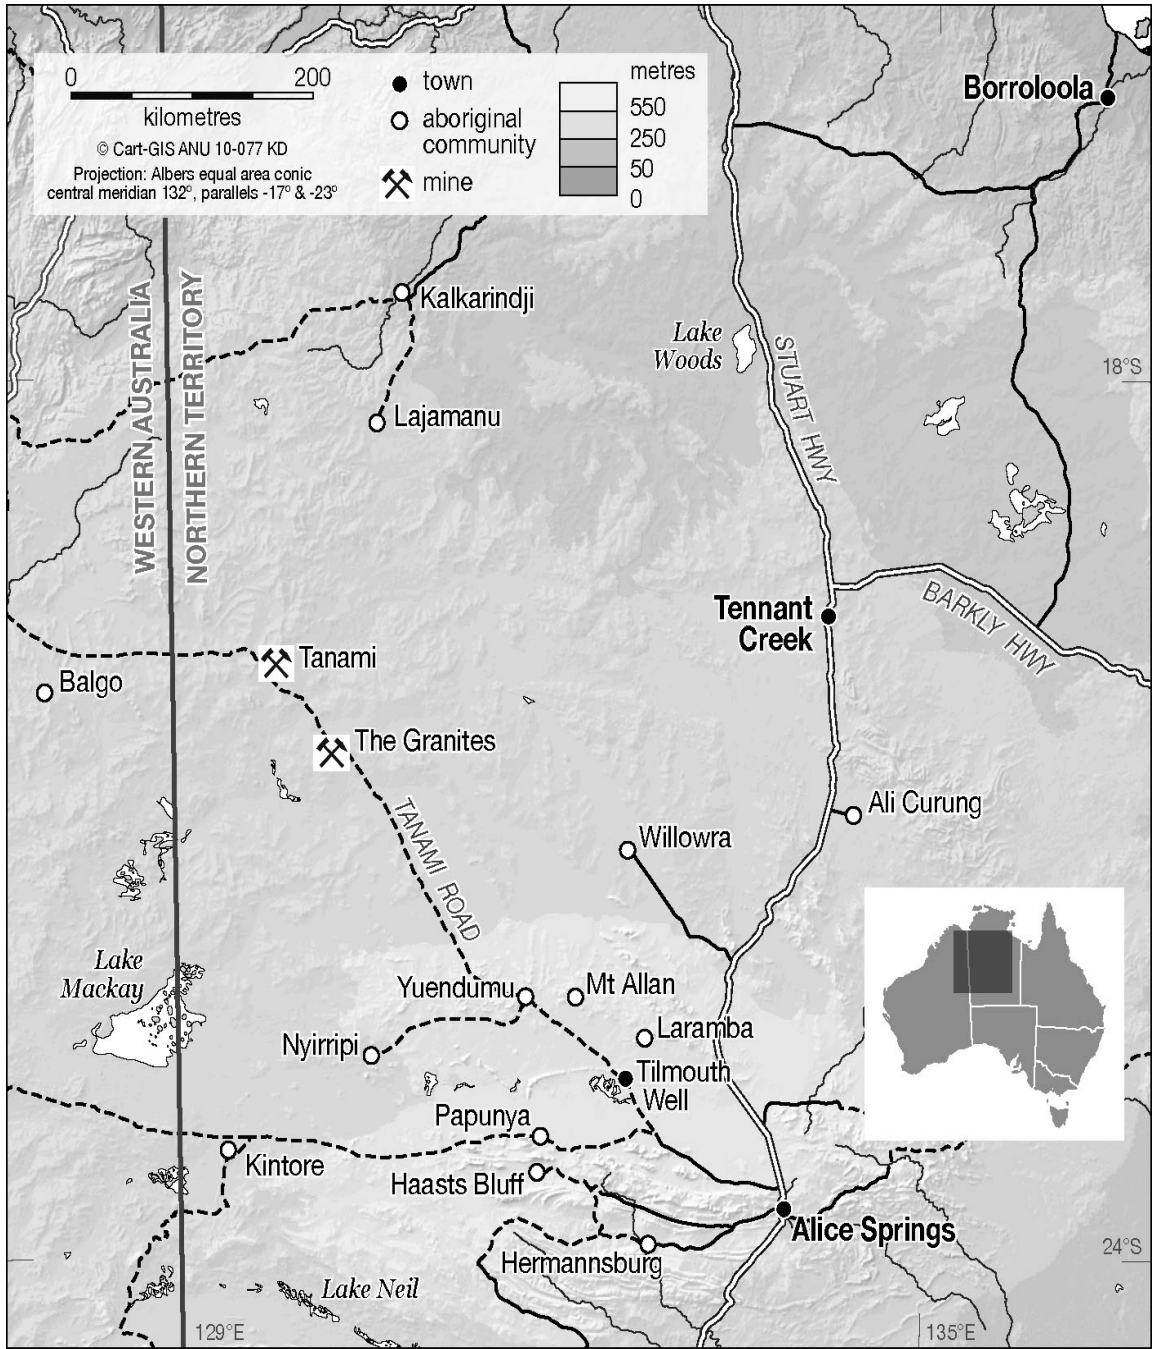 Borroloola
0 200
kilometres
© Cart-GIS ANU 10-077 KD
Projection: Albers equal area conic
central meridian 132°, parallels -17° & -23°
town
aboriginal
community
mine
metres
550
250
50
0
WESTERN AUSTRALIA
NORTHERN TERRITORY
Kalkarindji
Lake
Woods
STUART HWY
18°S
Lajamanu
Tennant
Creek
BARKLY HWY
Tanami
Balgo
The Granites
TANAMI ROAD
Ali Curung
Willowra
Lake
Mackay
Yuendumu
Mt Allan
Laramba
Nyirripi
Tilmouth
Well
Papunya
Kintore
Haasts Bluff
Alice Springs
Hermannsburg
24°S
Lake Neil
129°E
135°E